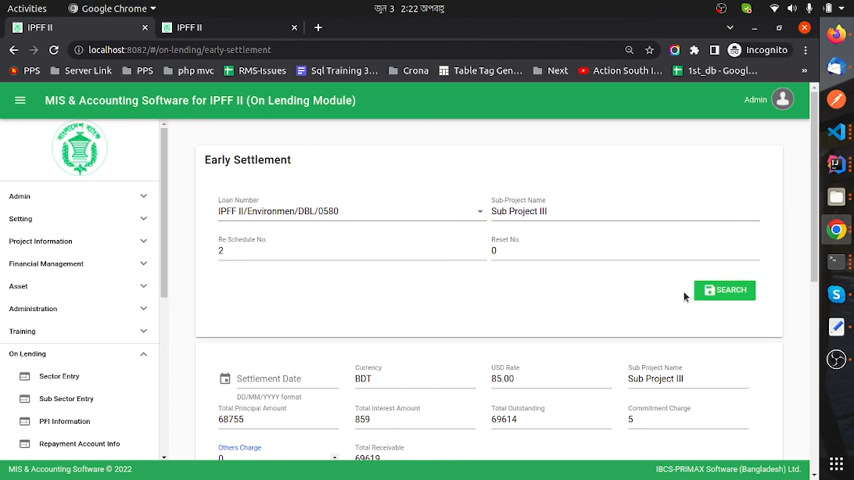 Activities
Google Chrome
জুন 3 2:22 অপরাহ্ণ
IPFF II
IPFF II
localhost:8082/#/on-lending/early-settlement
Incognito
PPS
Server Link
PPS
php mvc
RMS-Issues
Sql Training 3...
Crona
Table Tag Gen...
Next
Action South I...
1st_db - Googl...
»
MIS & Accounting Software for IPFF II (On Lending Module)
Admin
Admin
Setting
Project Information
Financial Management
Asset
Administration
Training
On Lending
Sector Entry
Sub Sector Entry
PFI Information
Repayment Account Info
Early Settlement
Loan Number
Sub-Project Name
IPFF II/Environmen/DBL/0580
Sub Project III
Re Schedule No.
Reset No.
2
0
SEARCH
Currency
USD Rate
Sub Project Name
Settlement Date
BDT
85.00
Sub Project III
DD/MM/YYYY format
Total Principal Amount
Total Interest Amount
Total Outstanding
Commitment Charge
68755
859
69614
5
Others Charge
Total Receivable
0
69619
MIS & Accounting Software © 2022
IBCS-PRIMAX Software (Bangladesh) Ltd.